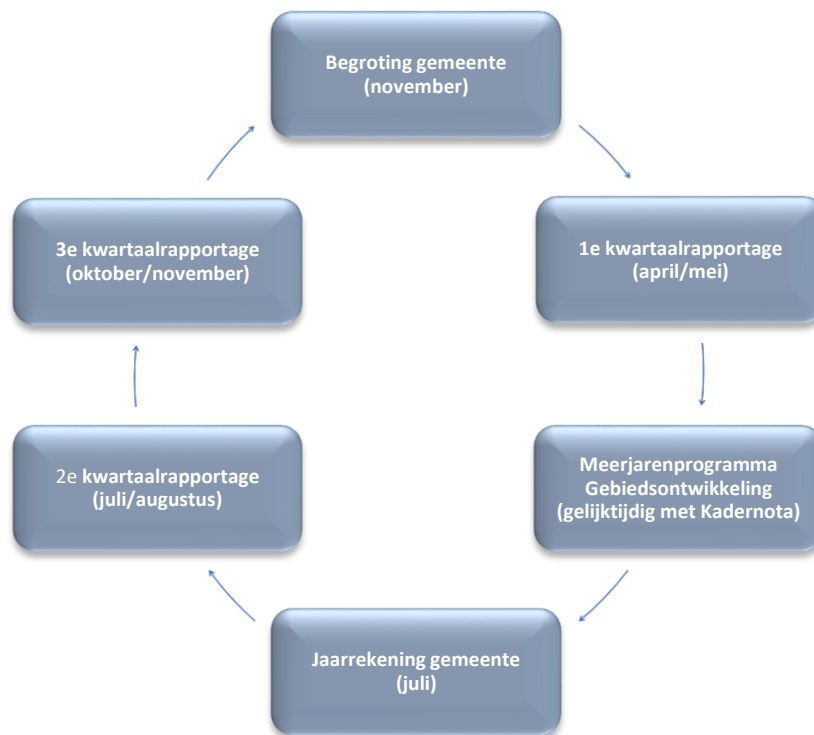 Begroting gemeente
(november)
1e kwartaalrapportage
(april/mei)
Meerjarenprogramma
Gebiedsontwikkeling
(gelijktijdig met Kadernota)
Jaarrekening gemeente
(juli)
2e kwartaalrapportage
(juli/augustus)
3e kwartaalrapportage
(oktober/november)